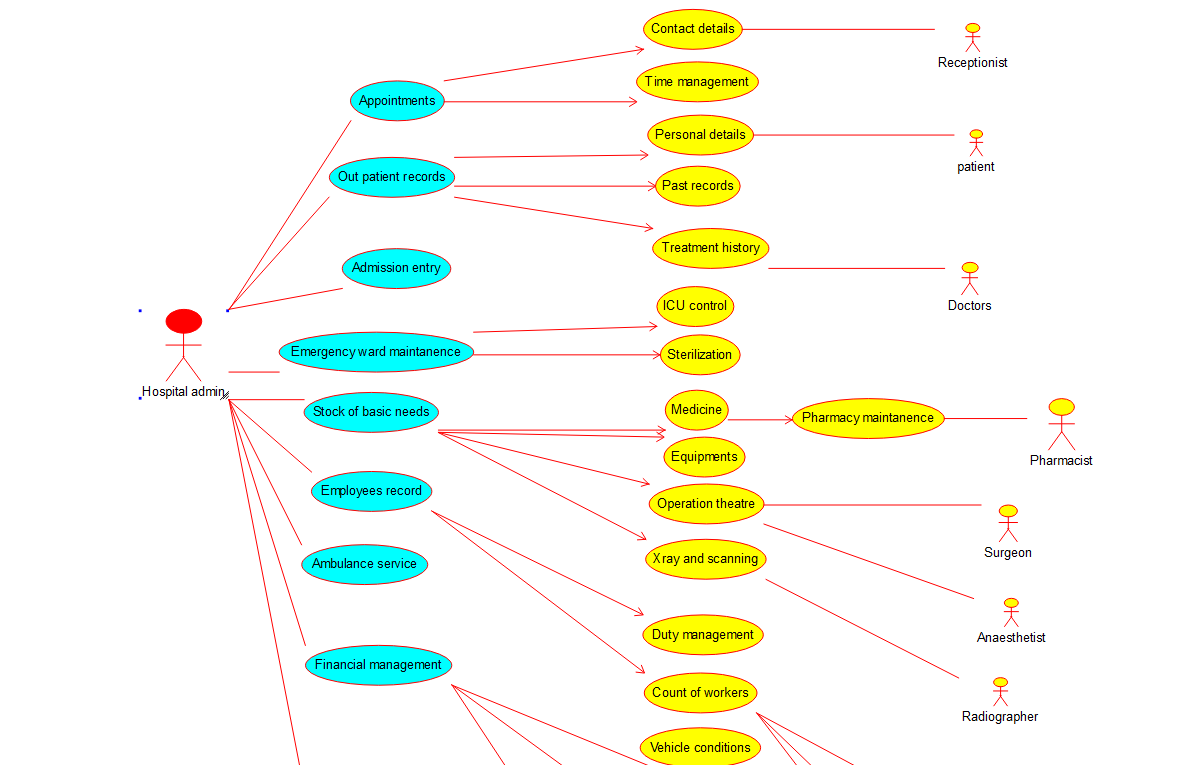 Contact details
Receptionist
Time management
Appointments
Personal details
patient
Out patient records
Past records
Treatment history
Admission entry
Doctors
ICU control
Emergency ward maintanence
Sterilization
Hospital admin
Stock of basic needs
Medicine
Pharmacy maintanence
Equipments
Pharmacist
Employees record
Operation theatre
Surgeon
Ambulance service
Xray and scanning
Duty management
Anaesthetist
Financial management
Count of workers
Radiographer
Vehicle conditions